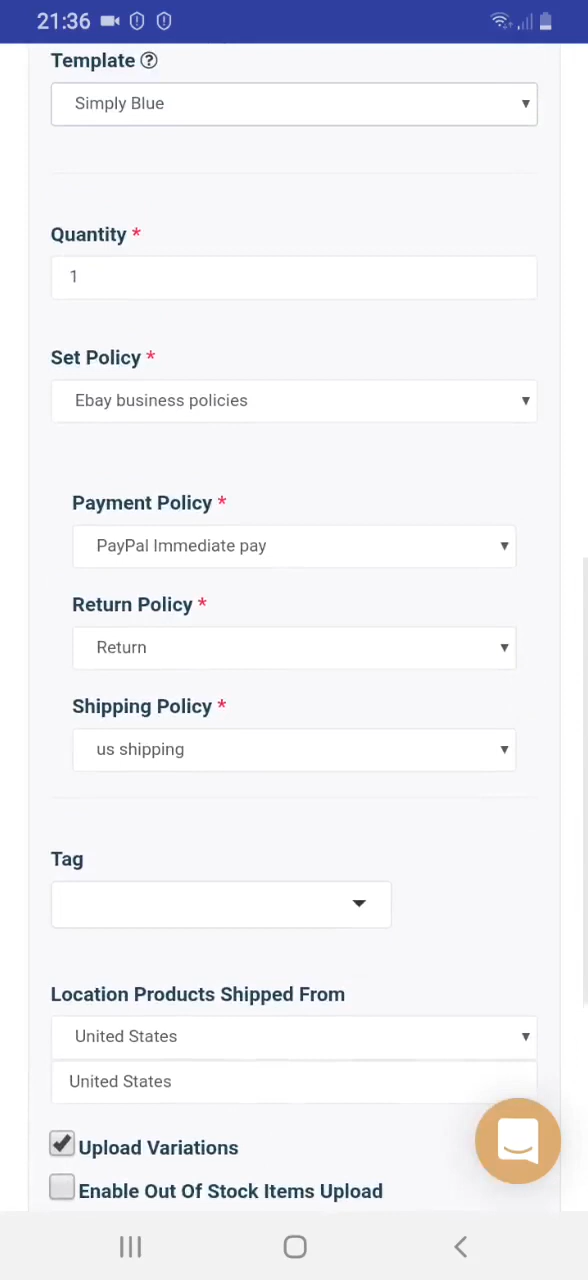 21:36
Template ?
Simply Blue
Quantity *
1
Set Policy *
Ebay business policies
Payment Policy *
PayPal Immediate pay
Return Policy *
Return
Shipping Policy *
us shipping
Tag
Location Products Shipped From
United States
United States
Upload Variations
Enable Out Of Stock Items Upload